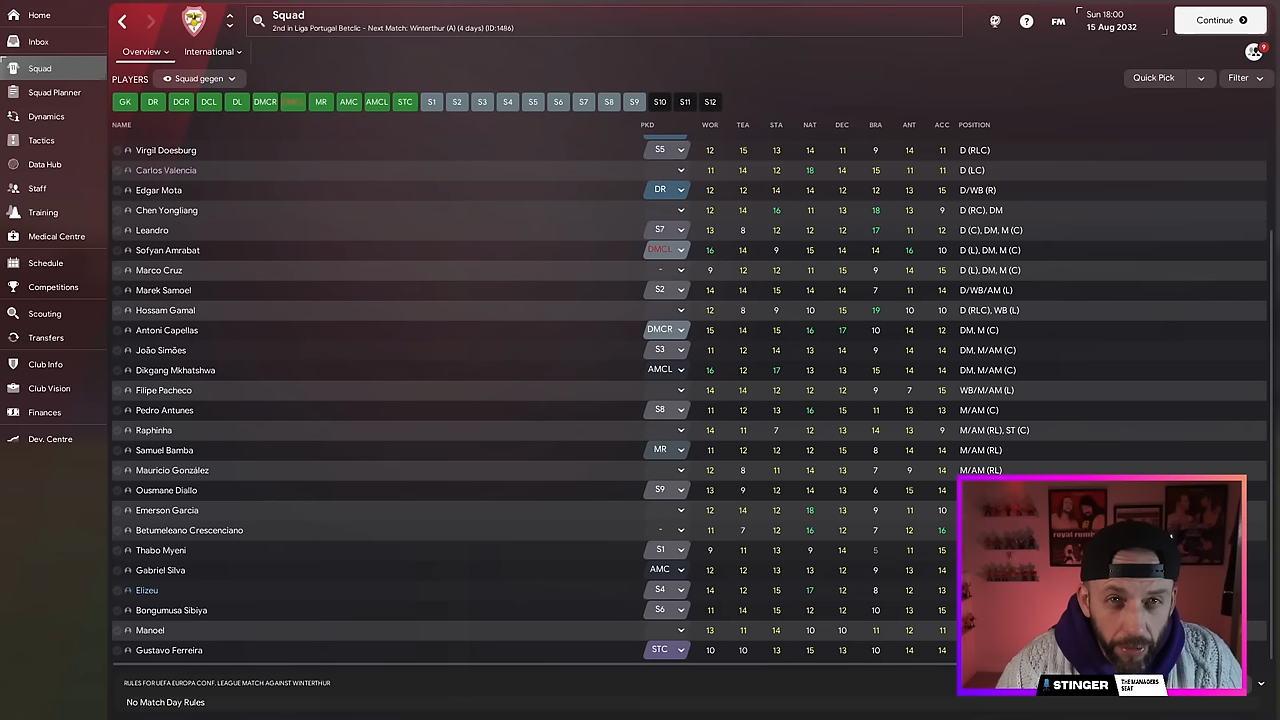 Home
Inbox
Squad
Squad Planner
Dynamics
Tactics
Data Hub
Staff
Training
Medical Centre
Schedule
Competitions
Scouting
Transfers
Club Info
Club Vision
Finances
Dev. Centre
Squad
2nd in Liga Portugal Betclic - Next Match: Winterthur (A) (4 days) (ID:1486)
FM
Sun 18:00
15 Aug 2032
Continue
Overview International
9
PLAYERS Squad gegen Quick Pick Filter
GK DR DCR DCL DL DMCR DMCL MR AMC AMCL STC S1 S2 S3 S4 S5 S6 S7 S8 S9 S10 S11 S12
NAME PKD WOR TEA STA NAT DEC BRA ANT ACC POSITION
Virgil Doesburg S5 12 15 13 14 11 9 14 11 D (RLC)
Carlos Valencia 11 14 12 18 14 15 11 11 D (LC)
Edgar Mota DR 12 12 14 14 12 12 13 15 D/WB (R)
Chen Yongliang 12 14 16 11 13 18 13 9 D (RC), DM
Leandro S7 13 8 12 12 12 17 11 12 D (C), DM, M (C)
Sofyan Amrabat DMCL 16 14 9 15 14 14 16 10 D (L), DM, M (C)
Marco Cruz - 9 12 12 11 15 9 14 15 D (L), DM, M (C)
Marek Samoel S2 14 14 15 14 14 7 11 14 D/WB/AM (L)
Hossam Gamal 12 8 9 10 15 19 10 10 D (RLC), WB (L)
Antoni Capellas DMCR 15 14 15 16 17 10 14 12 DM, M (C)
João Simões S3 11 12 14 13 14 9 14 14 DM, M/AM (C)
Dikgang Mkhatshwa AMCL 16 12 17 13 13 15 14 14 DM, M/AM (C)
Filipe Pacheco 14 14 12 12 12 9 7 15 WB/M/AM (L)
Pedro Antunes S8 11 12 13 16 15 11 13 13 M/AM (C)
Raphinha 14 11 7 12 13 14 13 9 M/AM (RL), ST (C)
Samuel Bamba MR 11 12 12 12 15 8 14 14 M/AM (RL)
Mauricio González 12 8 11 14 13 7 9 14 M/AM (RL)
Ousmane Diallo S9 13 9 12 14 13 6 15 14
Emerson Garcia 12 14 12 18 13 9 11 10
Betumeleano Crescenciano - 11 7 12 16 12 7 12 16
Thabo Myeni S1 9 11 13 9 14 5 11 15
Gabriel Silva AMC 12 12 13 13 12 9 13 14
Elizeu S4 14 12 15 17 12 8 12 13
Bongumusa Sibiya S6 11 14 15 12 12 10 13 15
Manoel 13 11 14 10 10 11 12 11
Gustavo Ferreira STC 10 10 13 15 13 10 14 14
RULES FOR UEFA EUROPA CONF. LEAGUE MATCH AGAINST WINTERTHUR
No Match Day Rules
royal rumble
STINGER THE MANAGERS SEAT